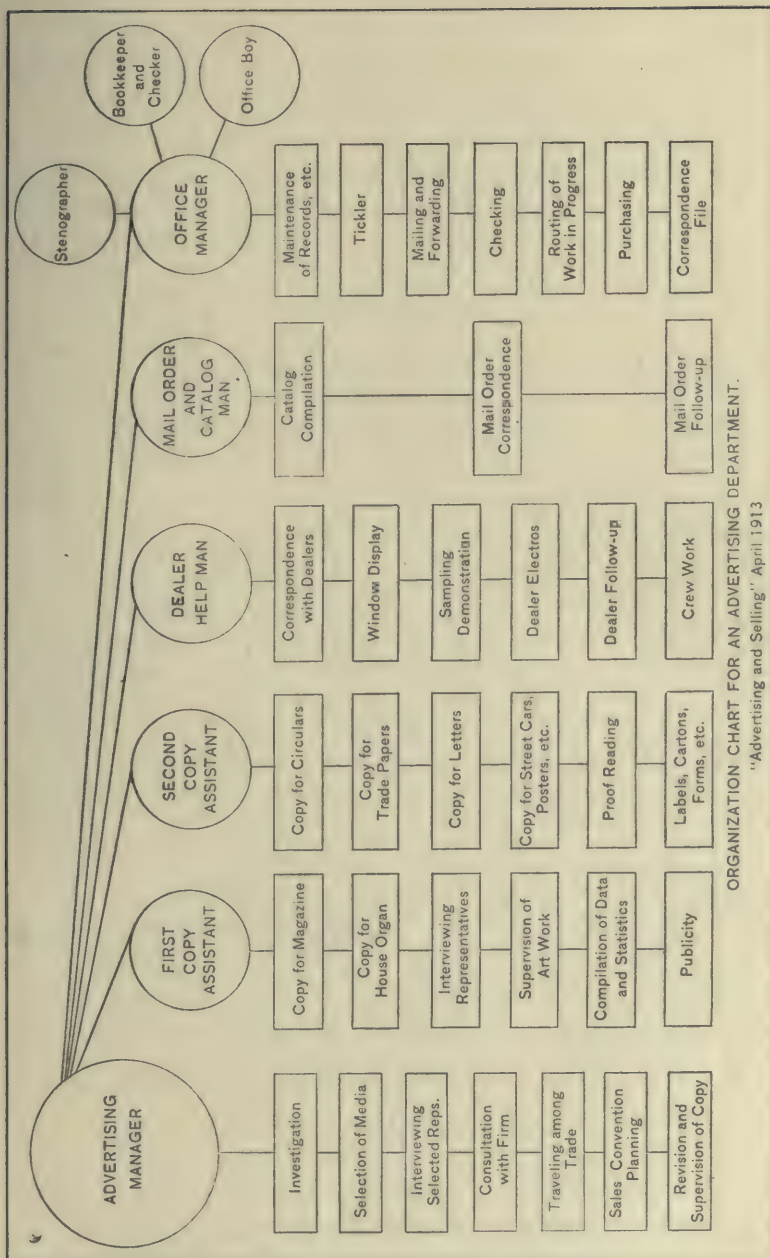 ADVERTISING
MANAGER
Investigation
Selection of Media
Interviewing
Selected Reps.
Consultation
with Firm
Traveling among
Trade
Sales Convention
Planning
Revision and
Supervision of Copy
FIRST
COPY
ASSISTANT
Copy for Magazine
Copy for
House Organ
Interviewing
Representatives
Supervision of
Art Work
Compilation of Data
and Statistics
Publicity
SECOND
COPY
ASSISTANT
Copy for Circulars
Copy for
Trade Papers
Copy for Letters
Copy for Street Cars,
Posters, etc.
Proof Reading
Labels, Cartons,
Forms, etc.
DEALER
HELP MAN
Correspondence
with Dealers
Window Display
Sampling
Demonstration
Dealer Electros
Dealer Follow-up
Crew Work
MAIL ORDER
AND
CATALOG
MAN
Catalog
Compilation
Mail Order
Correspondence
Mail Order
Follow-up
Stenographer
Bookkeeper
and
Checker
Office Boy
OFFICE
MANAGER
Maintenance
of Records, etc.
Tickler
Mailing and
Forwarding
Checking
Routing of
Work in Progress
Purchasing
Correspondence
File
ORGANIZATION CHART FOR AN ADVERTISING DEPARTMENT.
"Advertising and Selling" April 1913